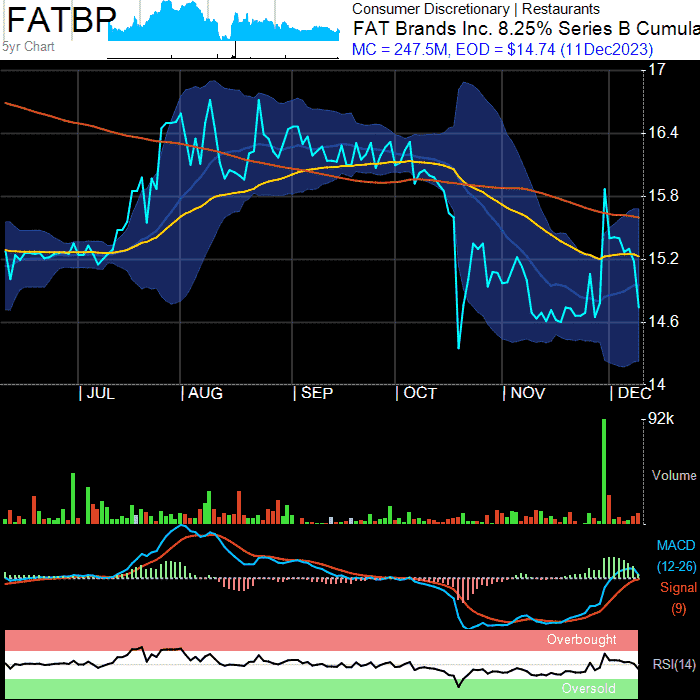 FATBP
5yr Chart
Consumer Discretionary | Restaurants
FAT Brands Inc. 8.25% Series B Cumula
MC = 247.5M, EOD = $14.74 (11Dec2023)
17
16.4
15.8
15.2
14.6
14
| JUL | AUG | SEP | OCT | NOV | DEC
92k
Volume
MACD
(12-26)
Signal
(9)
Overbought
RSI(14)
Oversold